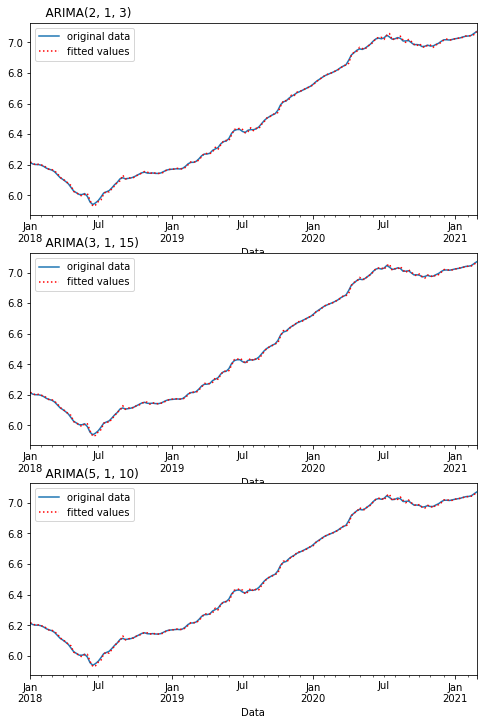 ARIMA(2, 1, 3)
original data
fitted values
7.0
6.8
6.6
6.4
6.2
6.0
Jan Jul Jan Jul Jan Jul Jan
2018 2019 2020 2021
Data
ARIMA(3, 1, 15)
original data
fitted values
7.0
6.8
6.6
6.4
6.2
6.0
Jan Jul Jan Jul Jan Jul Jan
2018 2019 2020 2021
Data
ARIMA(5, 1, 10)
original data
fitted values
7.0
6.8
6.6
6.4
6.2
6.0
Jan Jul Jan Jul Jan Jul Jan
2018 2019 2020 2021
Data